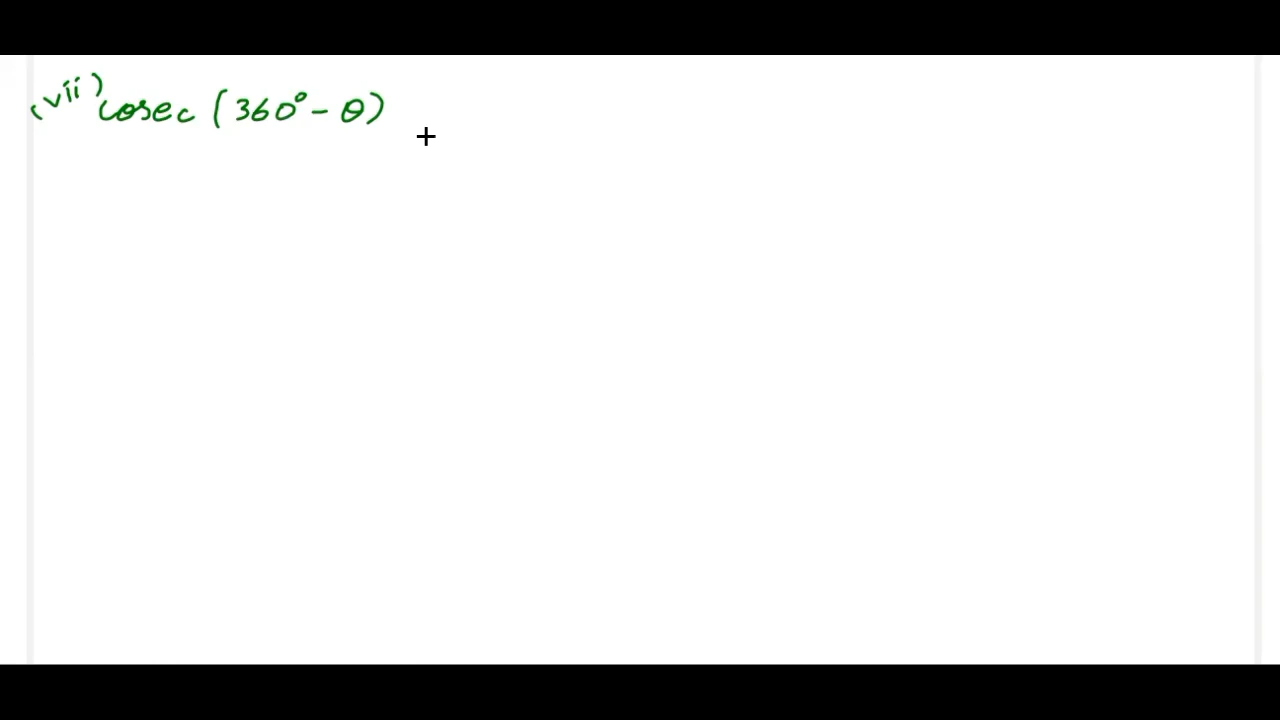 (vii) cosec (360° - θ)